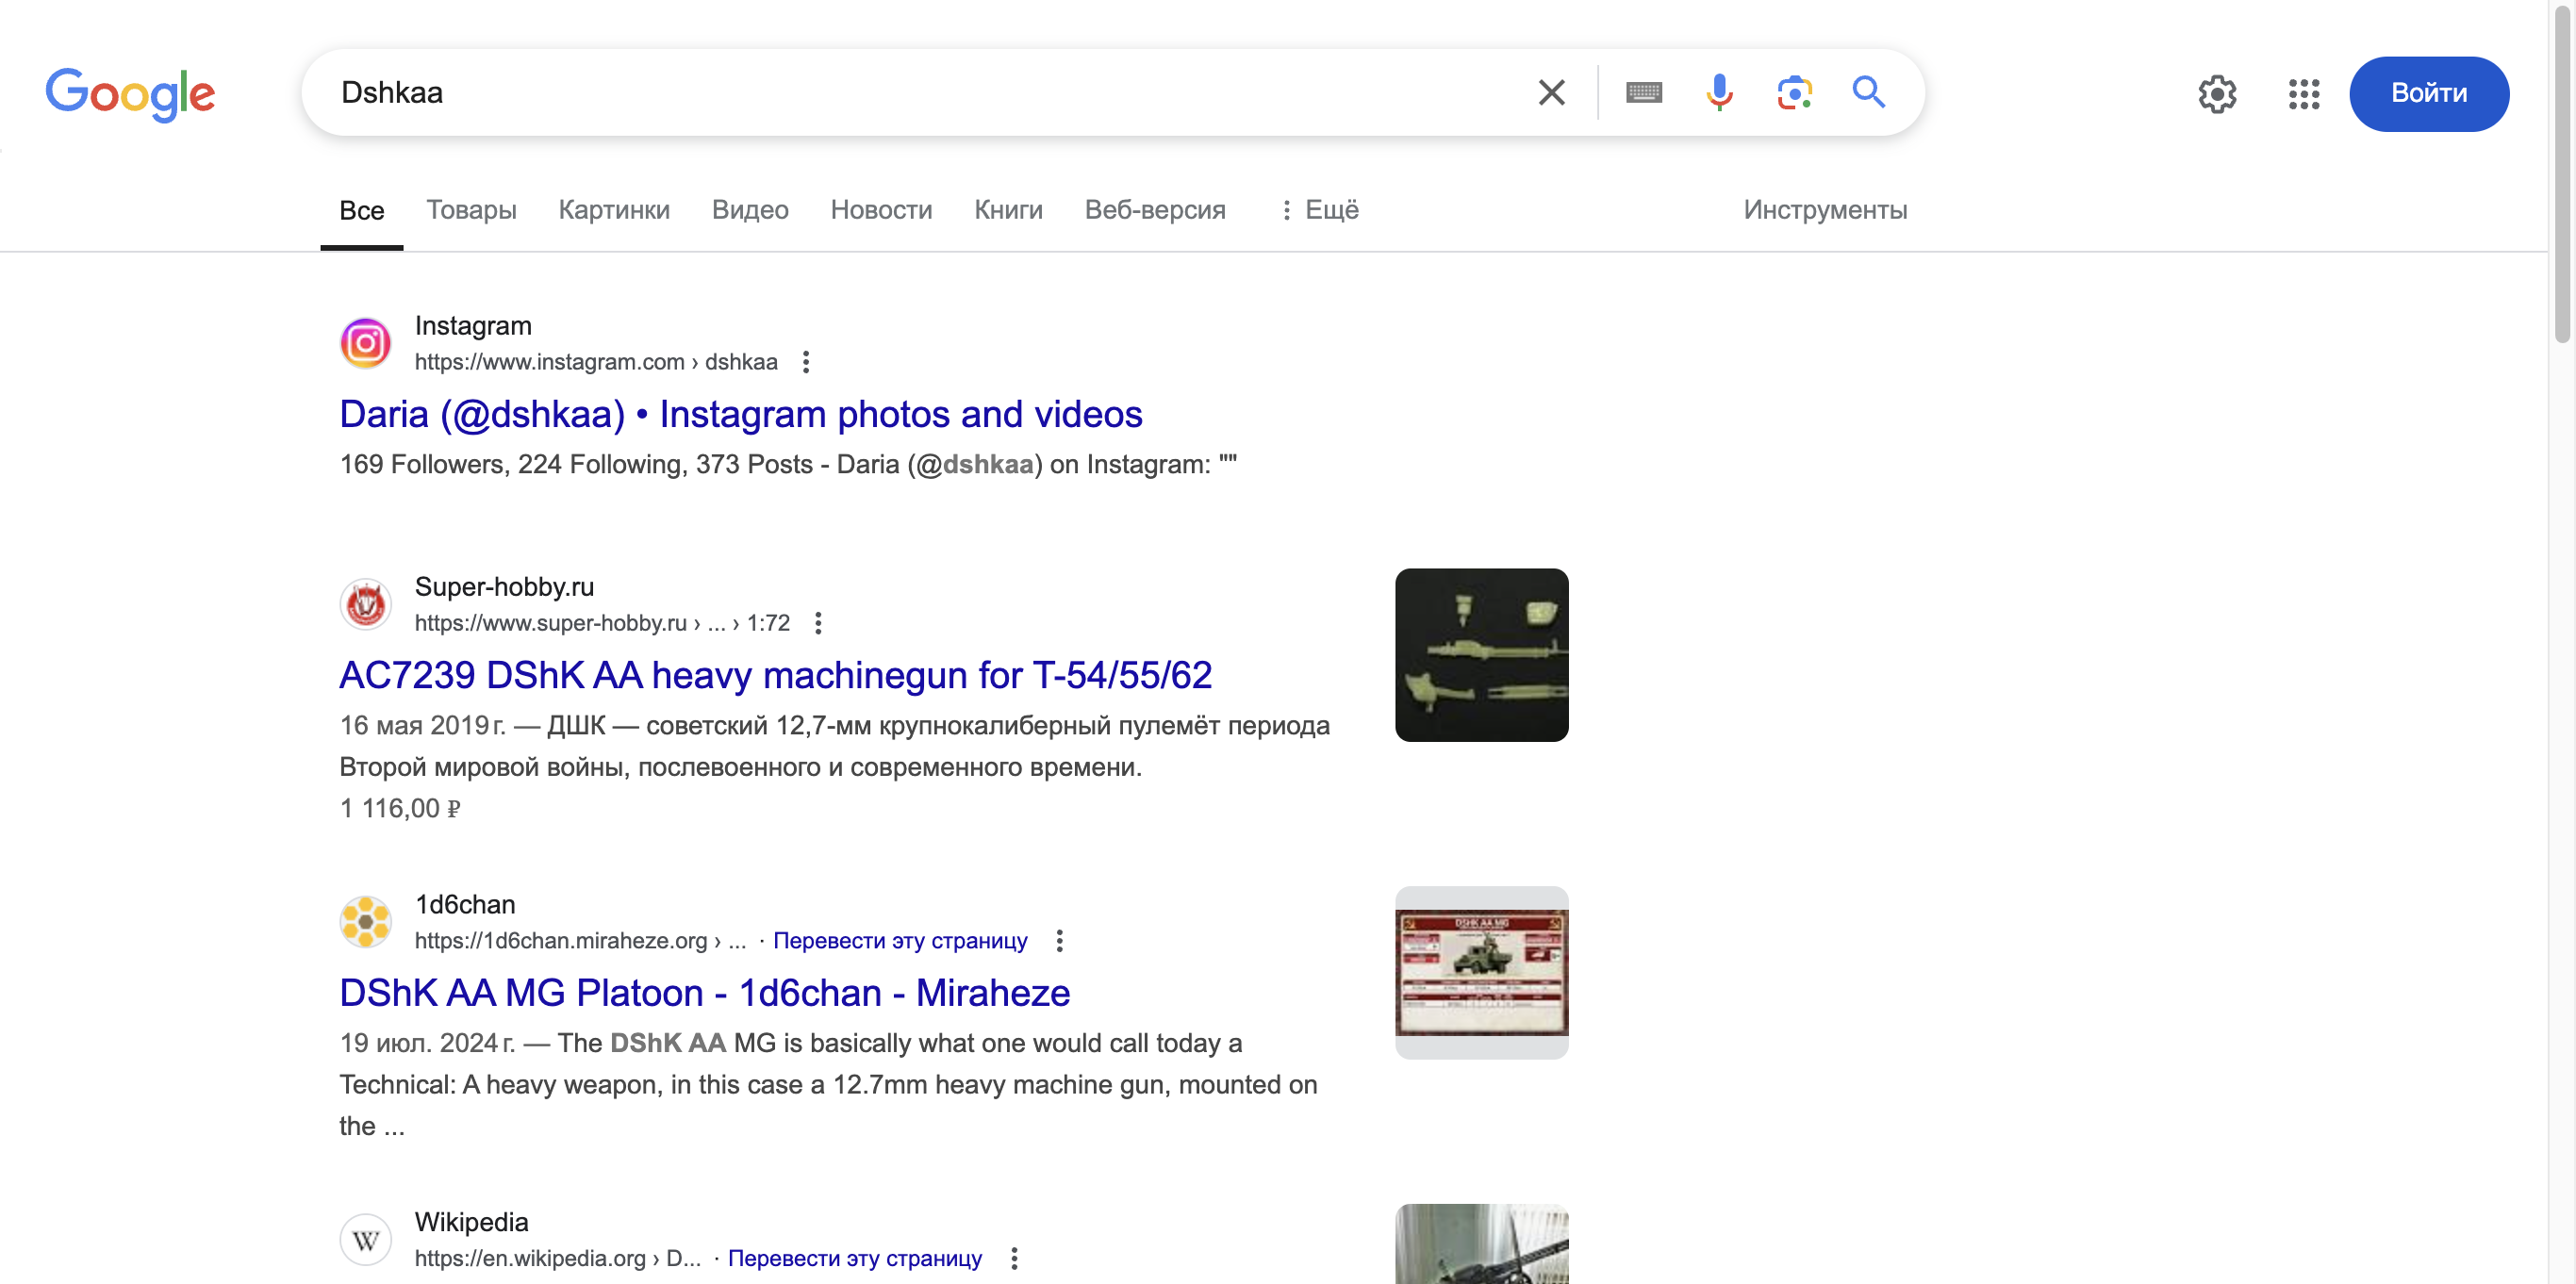 Google
Dshkaa
Войти
Все
Товары
Картинки
Видео
Новости
Книги
Веб-версия
Ещё
Инструменты
Instagram
https://www.instagram.com › dshkaa
Daria (@dshkaa) • Instagram photos and videos
169 Followers, 224 Following, 373 Posts - Daria (@dshkaa) on Instagram: ""
Super-hobby.ru
https://www.super-hobby.ru › ... › 1:72
AC7239 DShK AA heavy machinegun for T-54/55/62
16 мая 2019 г. — ДШК — советский 12,7-мм крупнокалиберный пулемёт периода
Второй мировой войны, послевоенного и современного времени.
1 116,00 ₽
1d6chan
https://1d6chan.miraheze.org › ... · Перевести эту страницу
DShK AA MG Platoon - 1d6chan - Miraheze
DSHK AA MG
19 июл. 2024 г. — The DShK AA MG is basically what one would call today a
Technical: A heavy weapon, in this case a 12.7mm heavy machine gun, mounted on
the ...
W
Wikipedia
https://en.wikipedia.org › D... · Перевести эту страницу